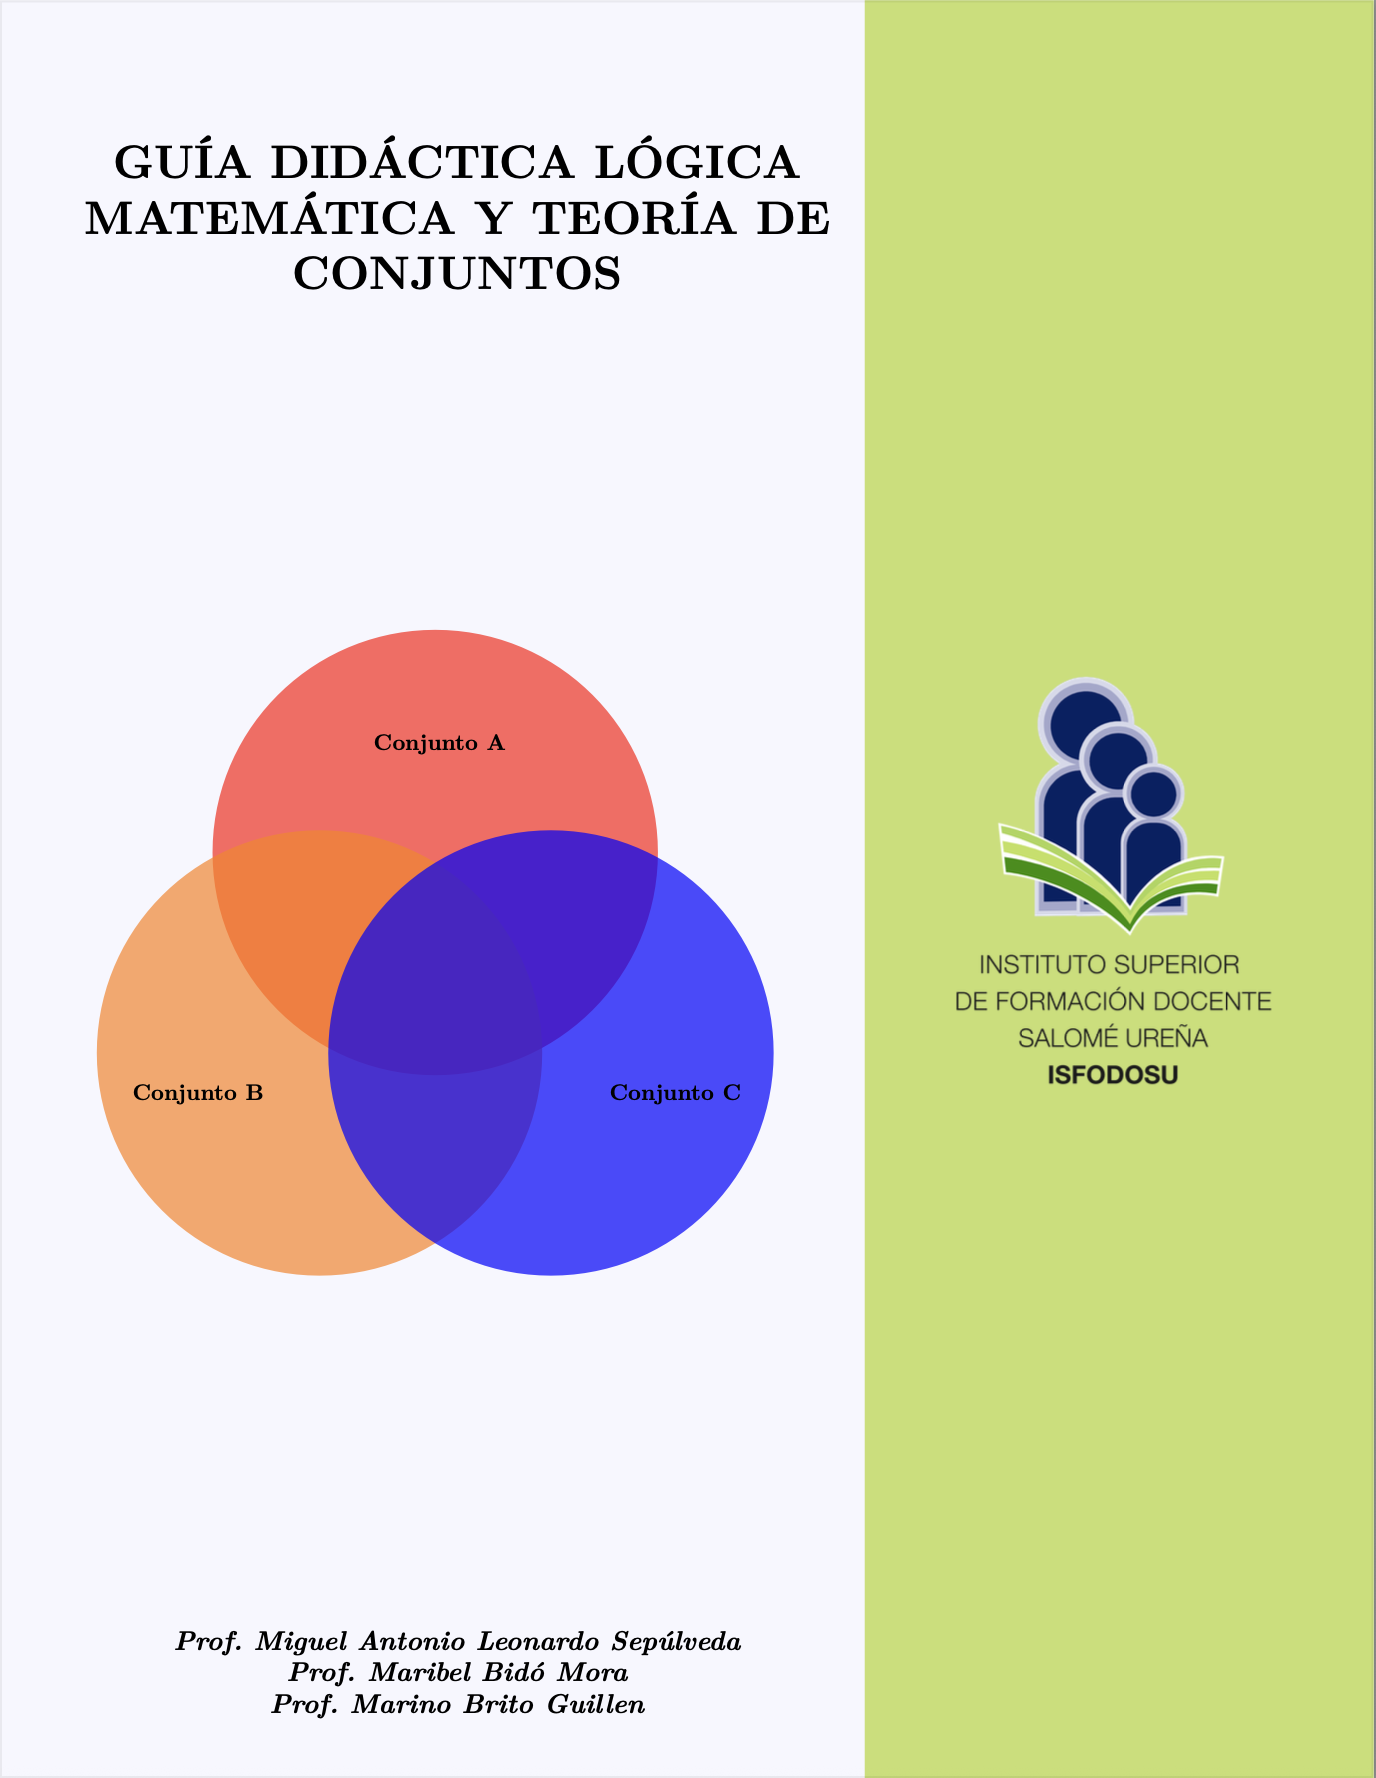 GUÍA DIDÁCTICA LÓGICA
MATEMÁTICA Y TEORÍA DE
CONJUNTOS
Conjunto A
Conjunto B
Conjunto C
INSTITUTO SUPERIOR
DE FORMACIÓN DOCENTE
SALOMÉ UREÑA
ISFODOSU
Prof. Miguel Antonio Leonardo Sepúlveda
Prof. Maribel Bidó Mora
Prof. Marino Brito Guillen